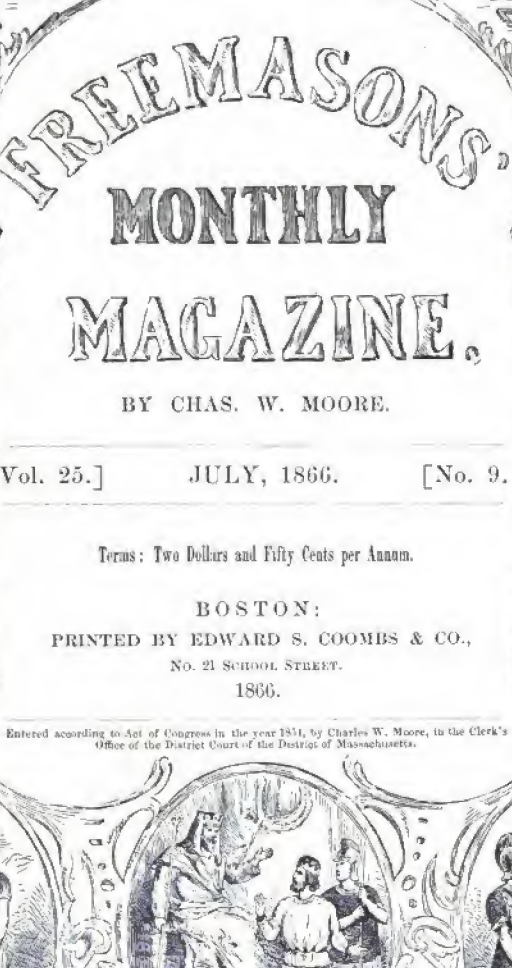 FREEMASONS'
MONTHLY
MAGAZINE.
BY CHAS. W. MOORE.
Vol. 25.] JULY, 1866. [No. 9.
Terms: Two Dollars and Fifty Cents per Annum.
BOSTON:
PRINTED BY EDWARD S. COOMBS & CO.,
No. 21 School Street.
1866.
Entered according to Act of Congress in the year 1851, by Charles W. Moore, in the Clerk's
Office of the District Court of the District of Massachusetts.